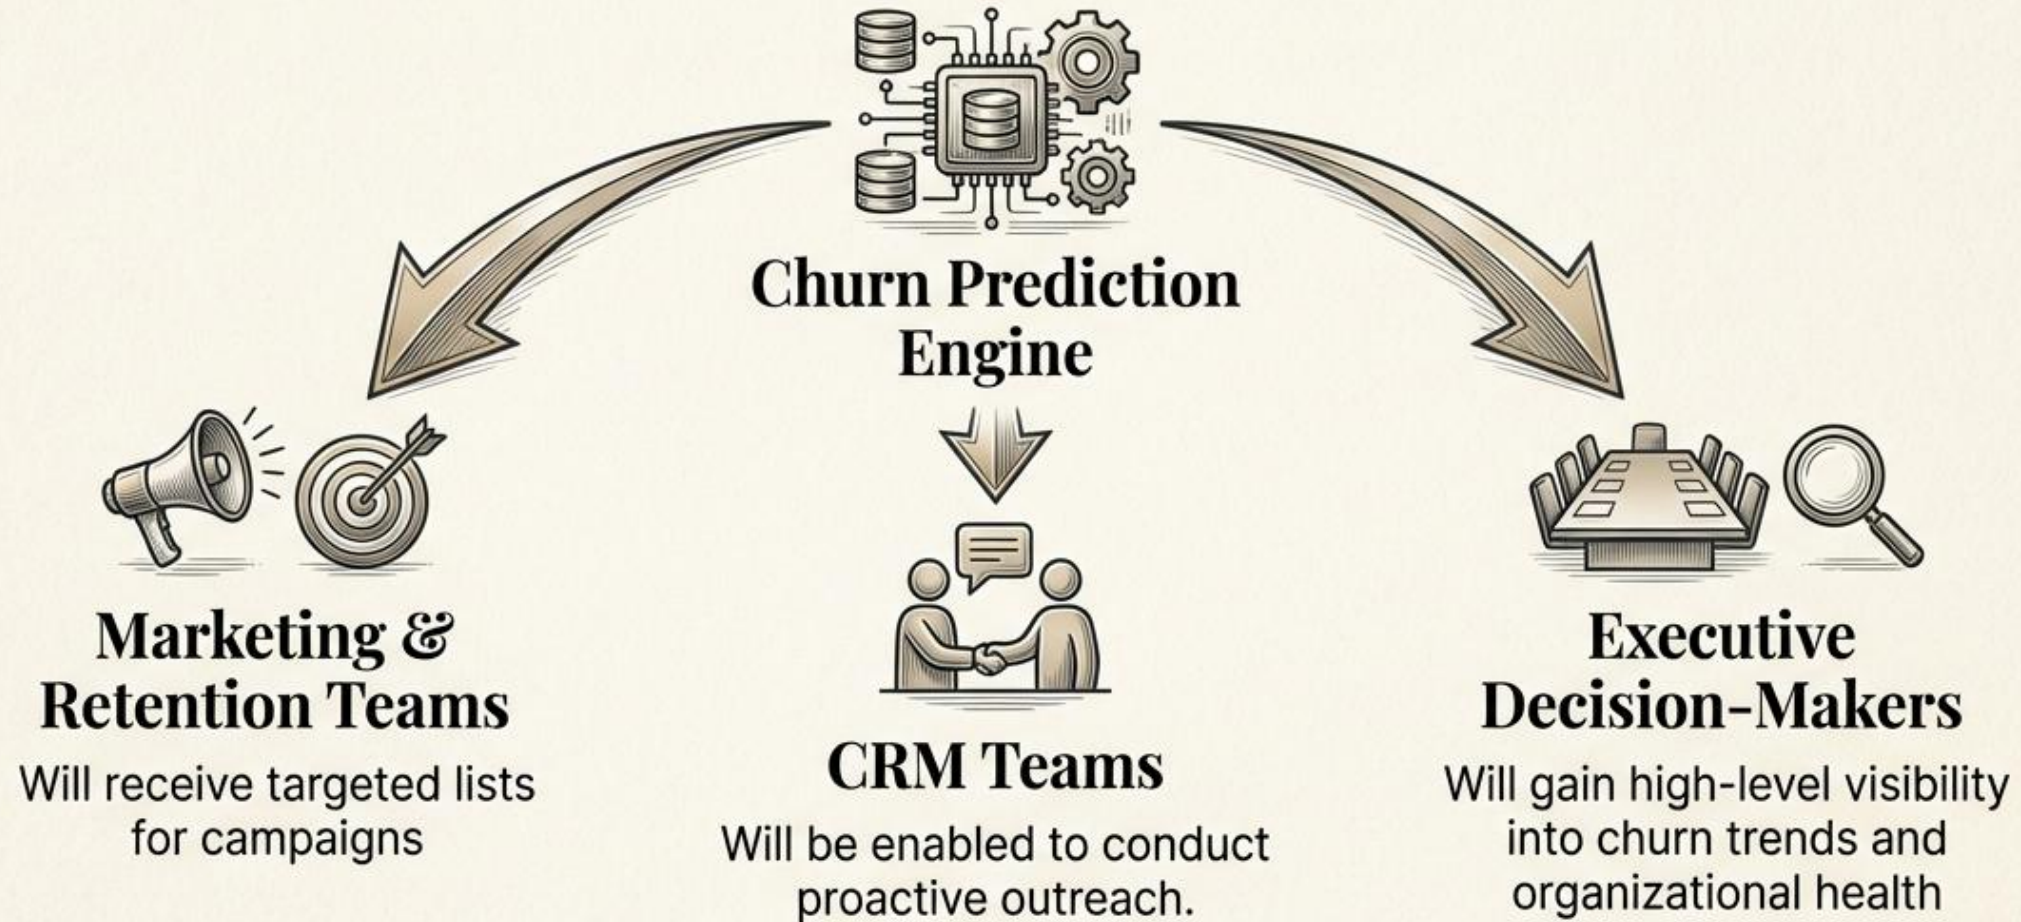 Churn Prediction
Engine
Marketing &
Retention Teams
Will receive targeted lists
for campaigns
CRM Teams
Will be enabled to conduct
proactive outreach.
Executive
Decision-Makers
Will gain high-level visibility
into churn trends and
organizational health